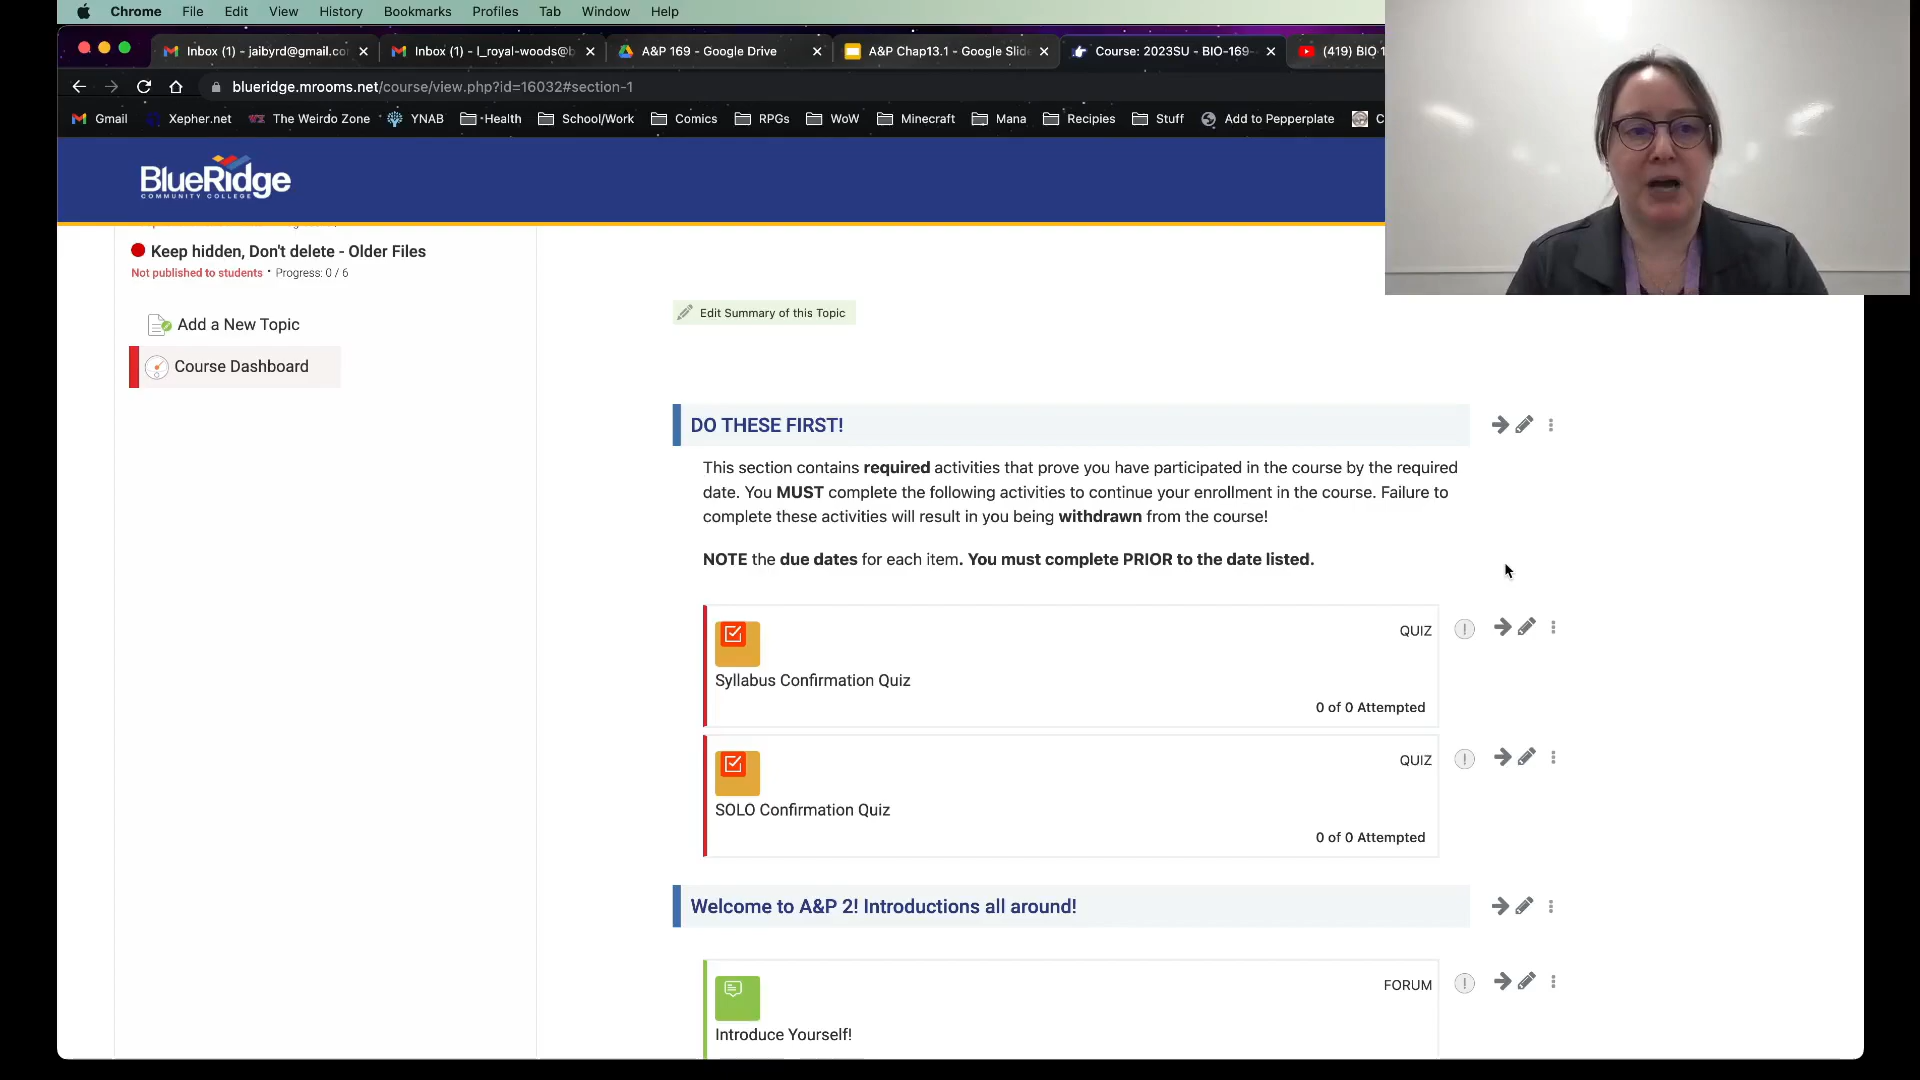 Chrome File Edit View History Bookmarks Profiles Tab Window Help
Inbox (1) - jaibyrd@gmail.co Inbox (1) - l_royal-woods@b A&P 169 - Google Drive A&P Chap13.1 - Google Slide Course: 2023SU - BIO-169- (419) BIO 1
blueridge.mrooms.net/course/view.php?id=16032#section-1
Gmail Xepher.net The Weirdo Zone YNAB Health School/Work Comics RPGs WoW Minecraft Mana Recipies Stuff Add to Pepperplate C
BlueRidge
COMMUNITY COLLEGE
Keep hidden, Don't delete - Older Files
Not published to students • Progress: 0 / 6
Add a New Topic
Course Dashboard
Edit Summary of this Topic
DO THESE FIRST!
This section contains required activities that prove you have participated in the course by the required
date. You MUST complete the following activities to continue your enrollment in the course. Failure to
complete these activities will result in you being withdrawn from the course!
NOTE the due dates for each item. You must complete PRIOR to the date listed.
QUIZ
Syllabus Confirmation Quiz
0 of 0 Attempted
QUIZ
SOLO Confirmation Quiz
0 of 0 Attempted
Welcome to A&P 2! Introductions all around!
FORUM
Introduce Yourself!